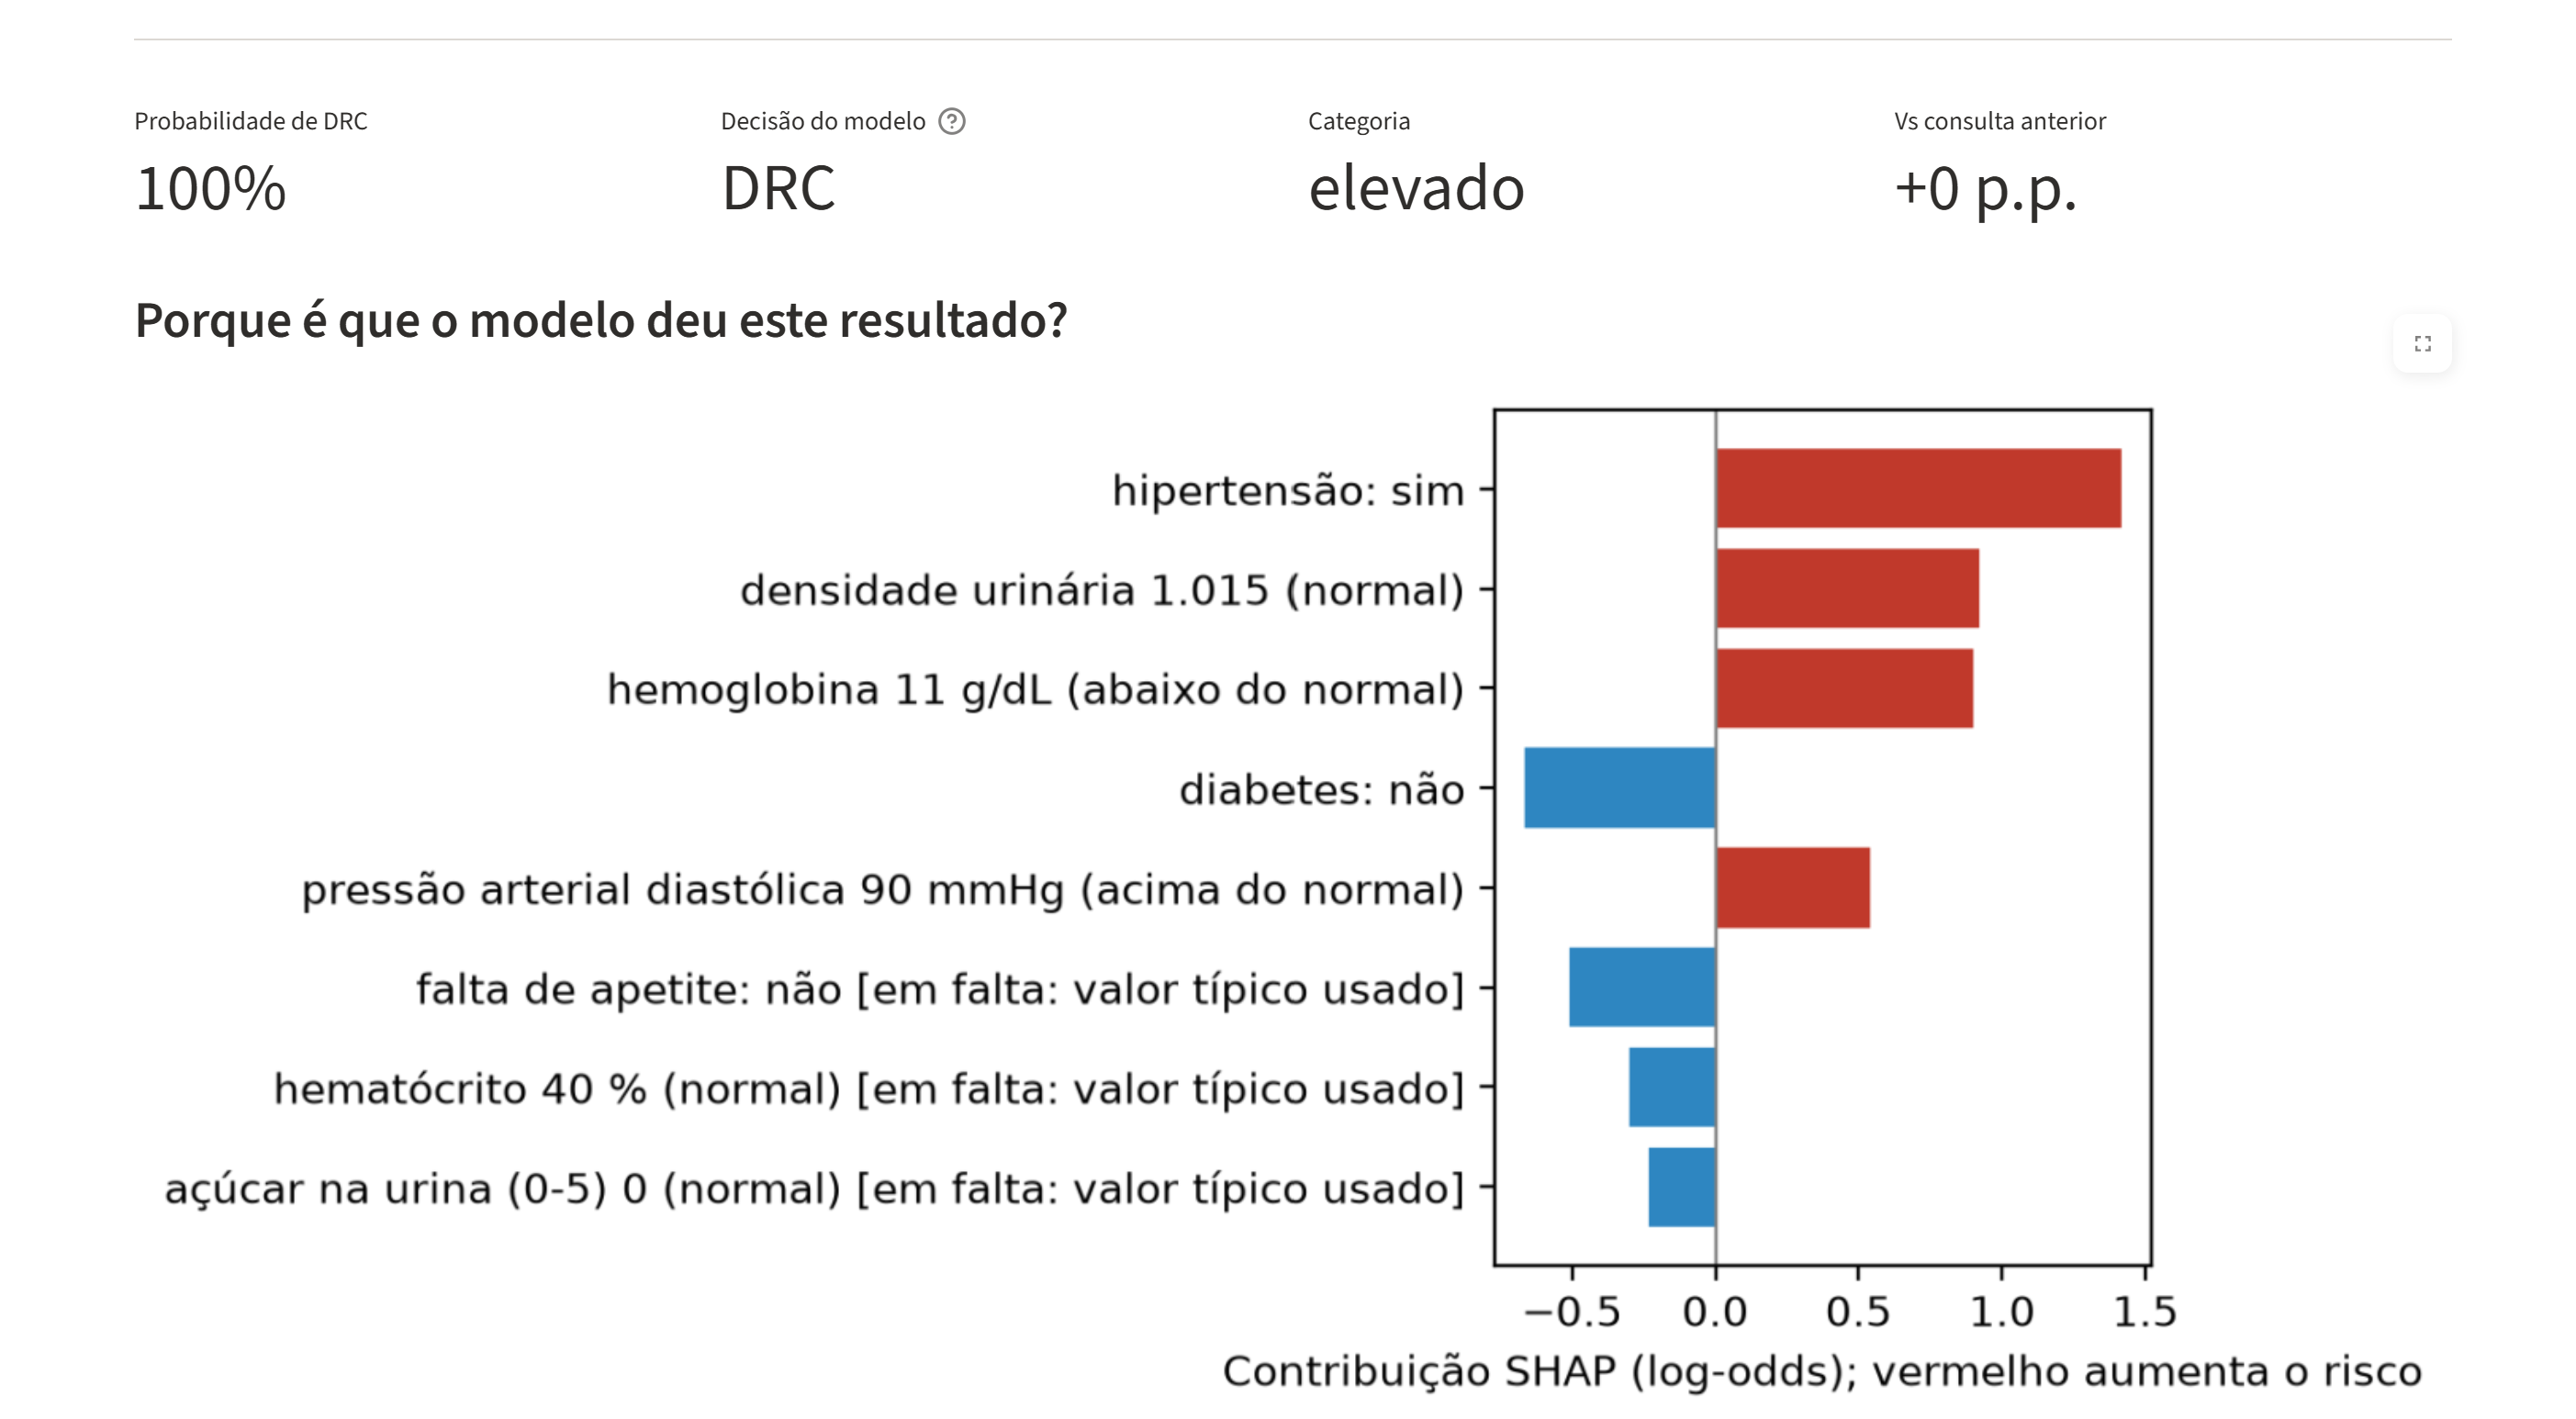 Probabilidade de DRC
100%
Decisão do modelo ?
DRC
Categoria
elevado
Vs consulta anterior
+0 p.p.
Porque é que o modelo deu este resultado?
hipertensão: sim
densidade urinária 1.015 (normal)
hemoglobina 11 g/dL (abaixo do normal)
diabetes: não
pressão arterial diastólica 90 mmHg (acima do normal)
falta de apetite: não [em falta: valor típico usado]
hematócrito 40 % (normal) [em falta: valor típico usado]
açúcar na urina (0-5) 0 (normal) [em falta: valor típico usado]
−0.5 0.0 0.5 1.0 1.5
Contribuição SHAP (log-odds); vermelho aumenta o risco